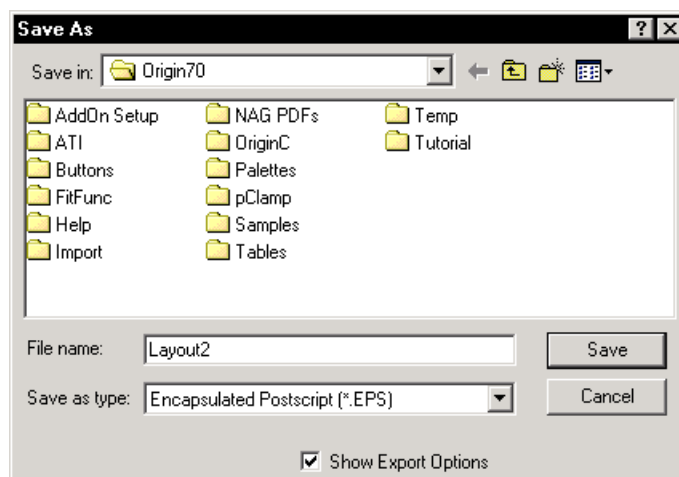 Save As
Save in: Origin70
AddOn Setup NAG PDFs Temp
ATI OriginC Tutorial
Buttons Palettes
FitFunc pClamp
Help Samples
Import Tables
File name: Layout2 Save
Save as type: Encapsulated Postscript (*.EPS) Cancel
Show Export Options